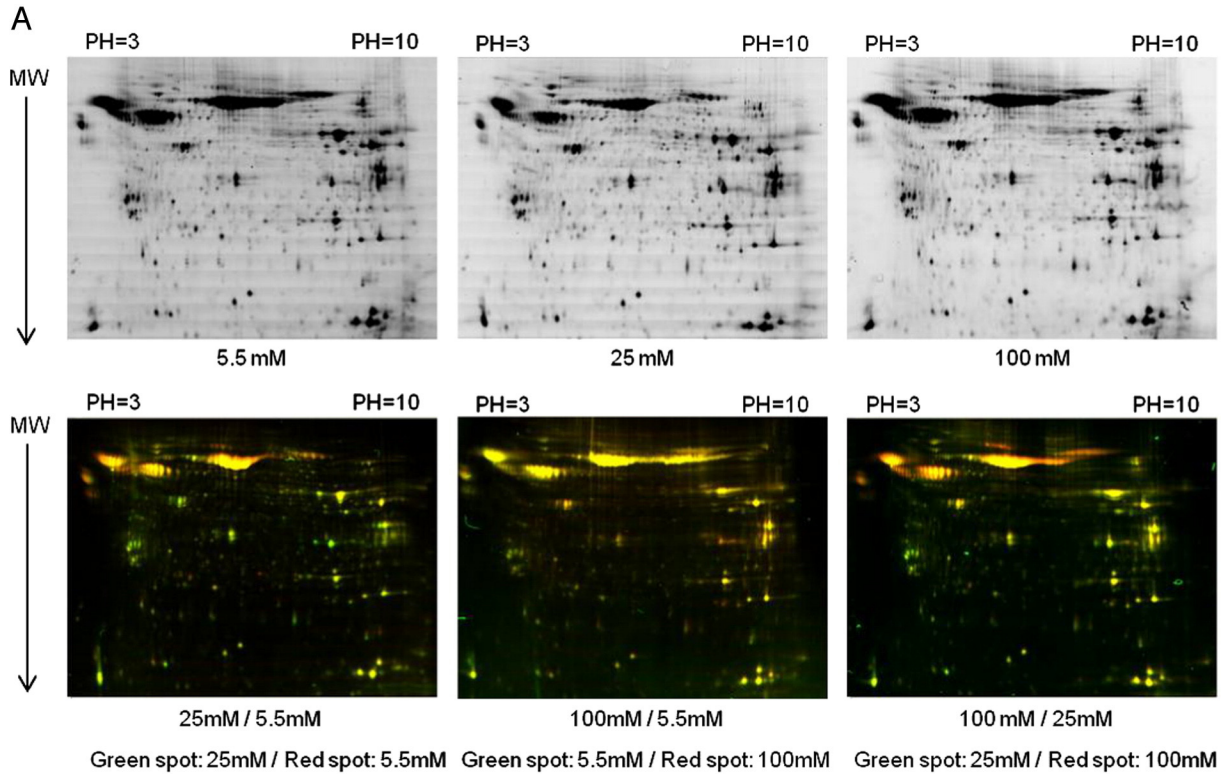 A
PH=3 PH=10 PH=3 PH=10 PH=3 PH=10
MW
5.5 mM 25 mM 100 mM
PH=3 PH=10 PH=3 PH=10 PH=3 PH=10
MW
25mM / 5.5mM 100mM / 5.5mM 100 mM / 25mM
Green spot: 25mM / Red spot: 5.5mM Green spot: 5.5mM / Red spot: 100mM Green spot: 25mM / Red spot: 100mM